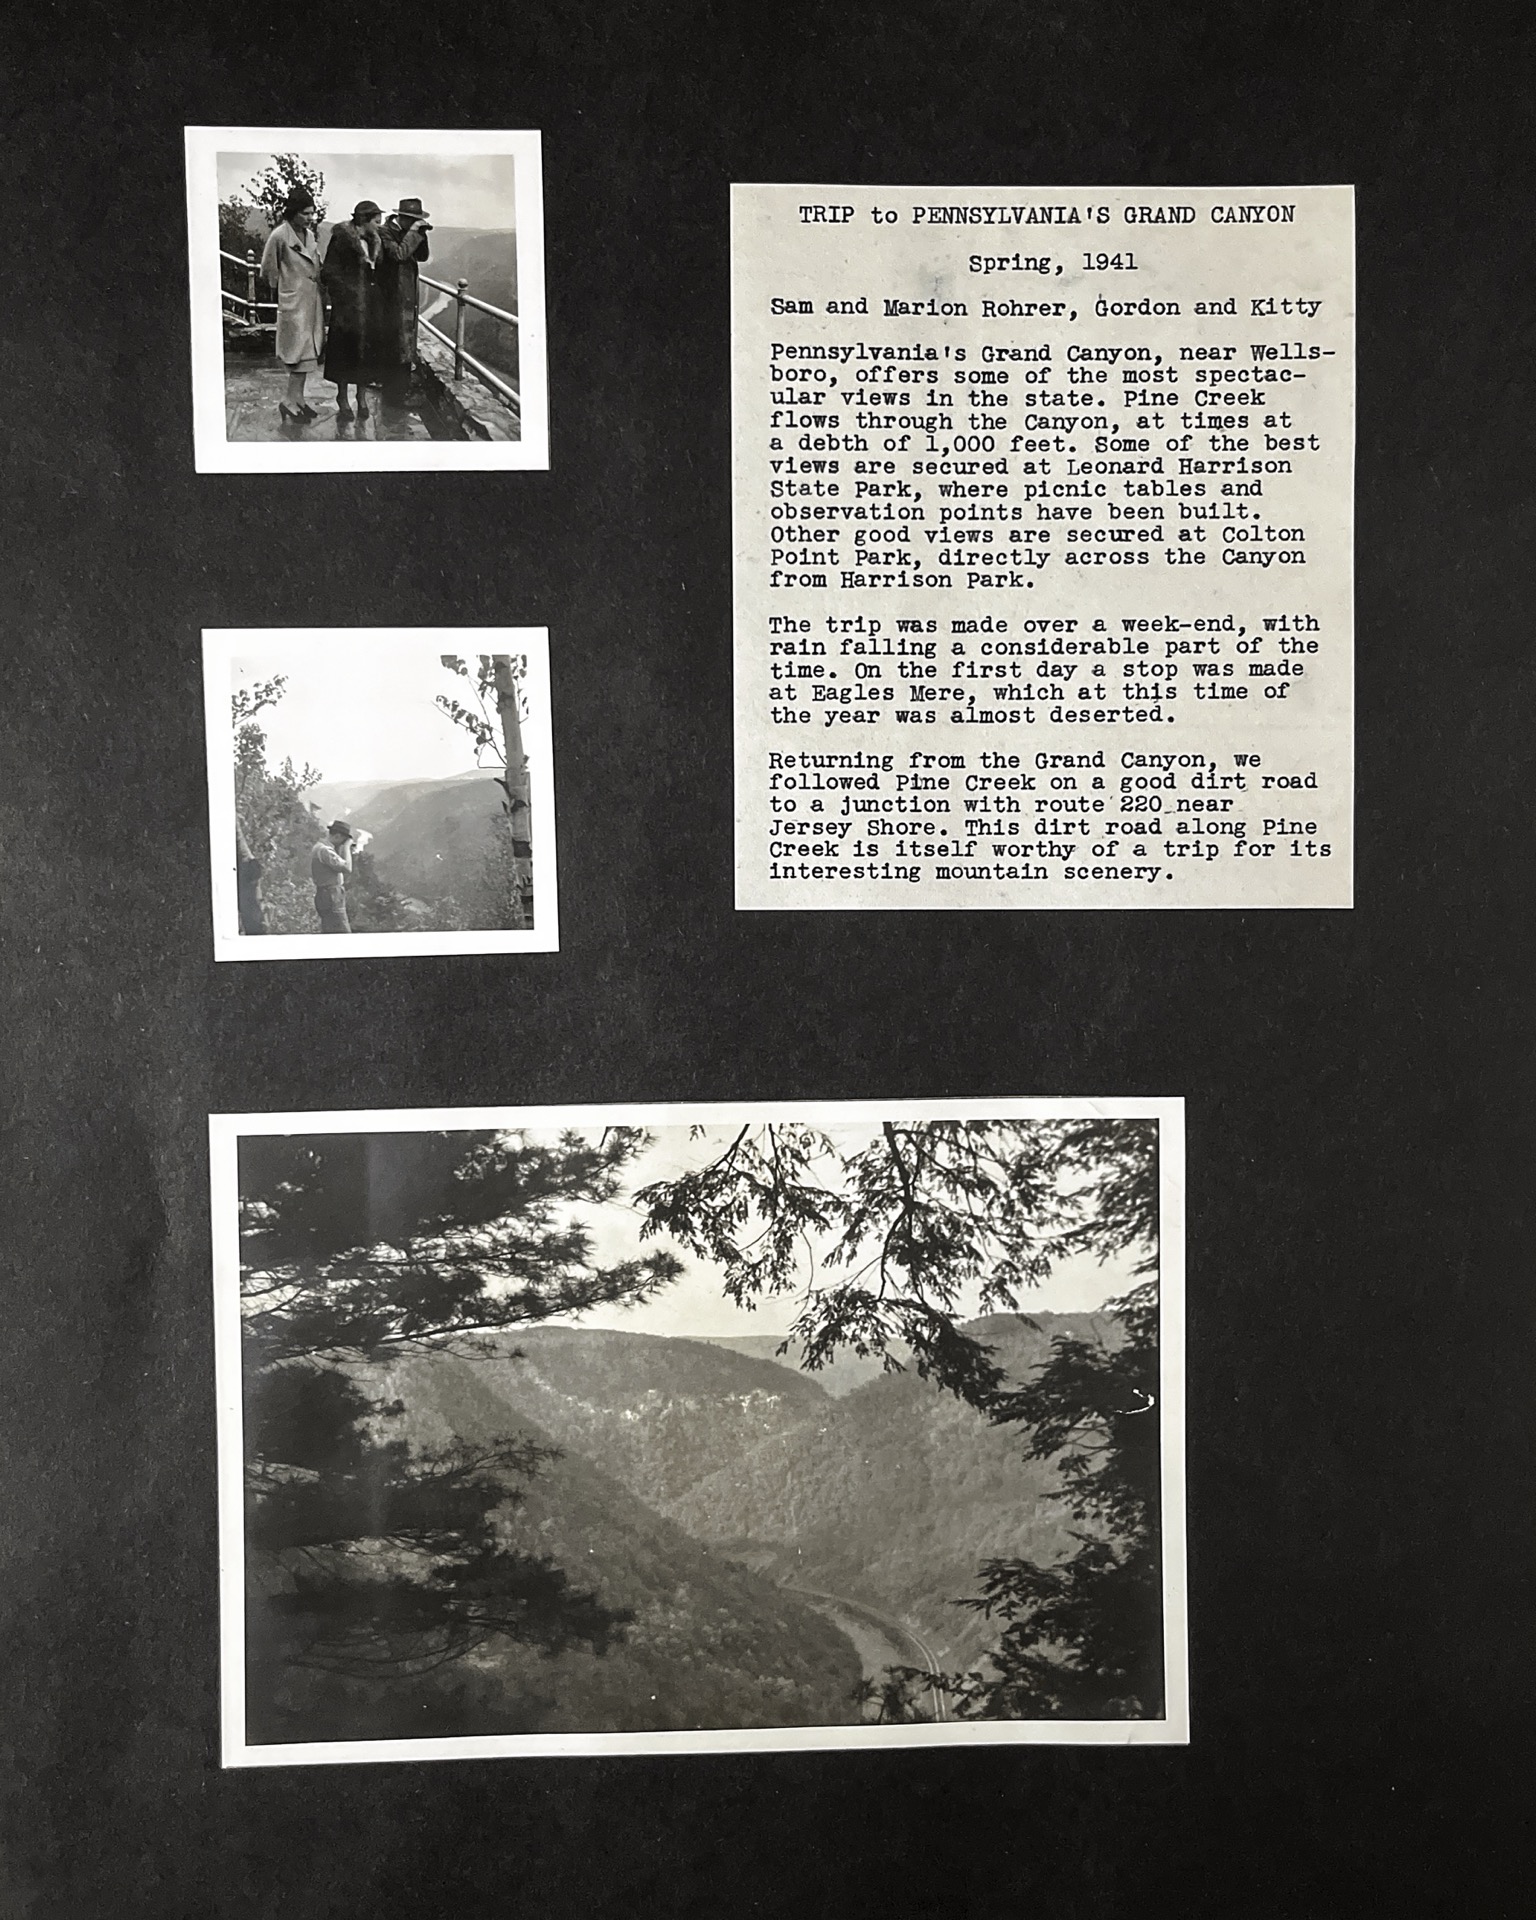 TRIP to PENNSYLVANIA'S GRAND CANYON
Spring, 1941
Sam and Marion Rohrer, Gordon and Kitty
Pennsylvania's Grand Canyon, near Wells-
boro, offers some of the most spectac-
ular views in the state. Pine Creek
flows through the Canyon, at times at
a debth of 1,000 feet. Some of the best
views are secured at Leonard Harrison
State Park, where picnic tables and
observation points have been built.
Other good views are secured at Colton
Point Park, directly across the Canyon
from Harrison Park.
The trip was made over a week-end, with
rain falling a considerable part of the
time. On the first day a stop was made
at Eagles Mere, which at this time of
the year was almost deserted.
Returning from the Grand Canyon, we
followed Pine Creek on a good dirt road
to a junction with route 220 near
Jersey Shore. This dirt road along Pine
Creek is itself worthy of a trip for its
interesting mountain scenery.